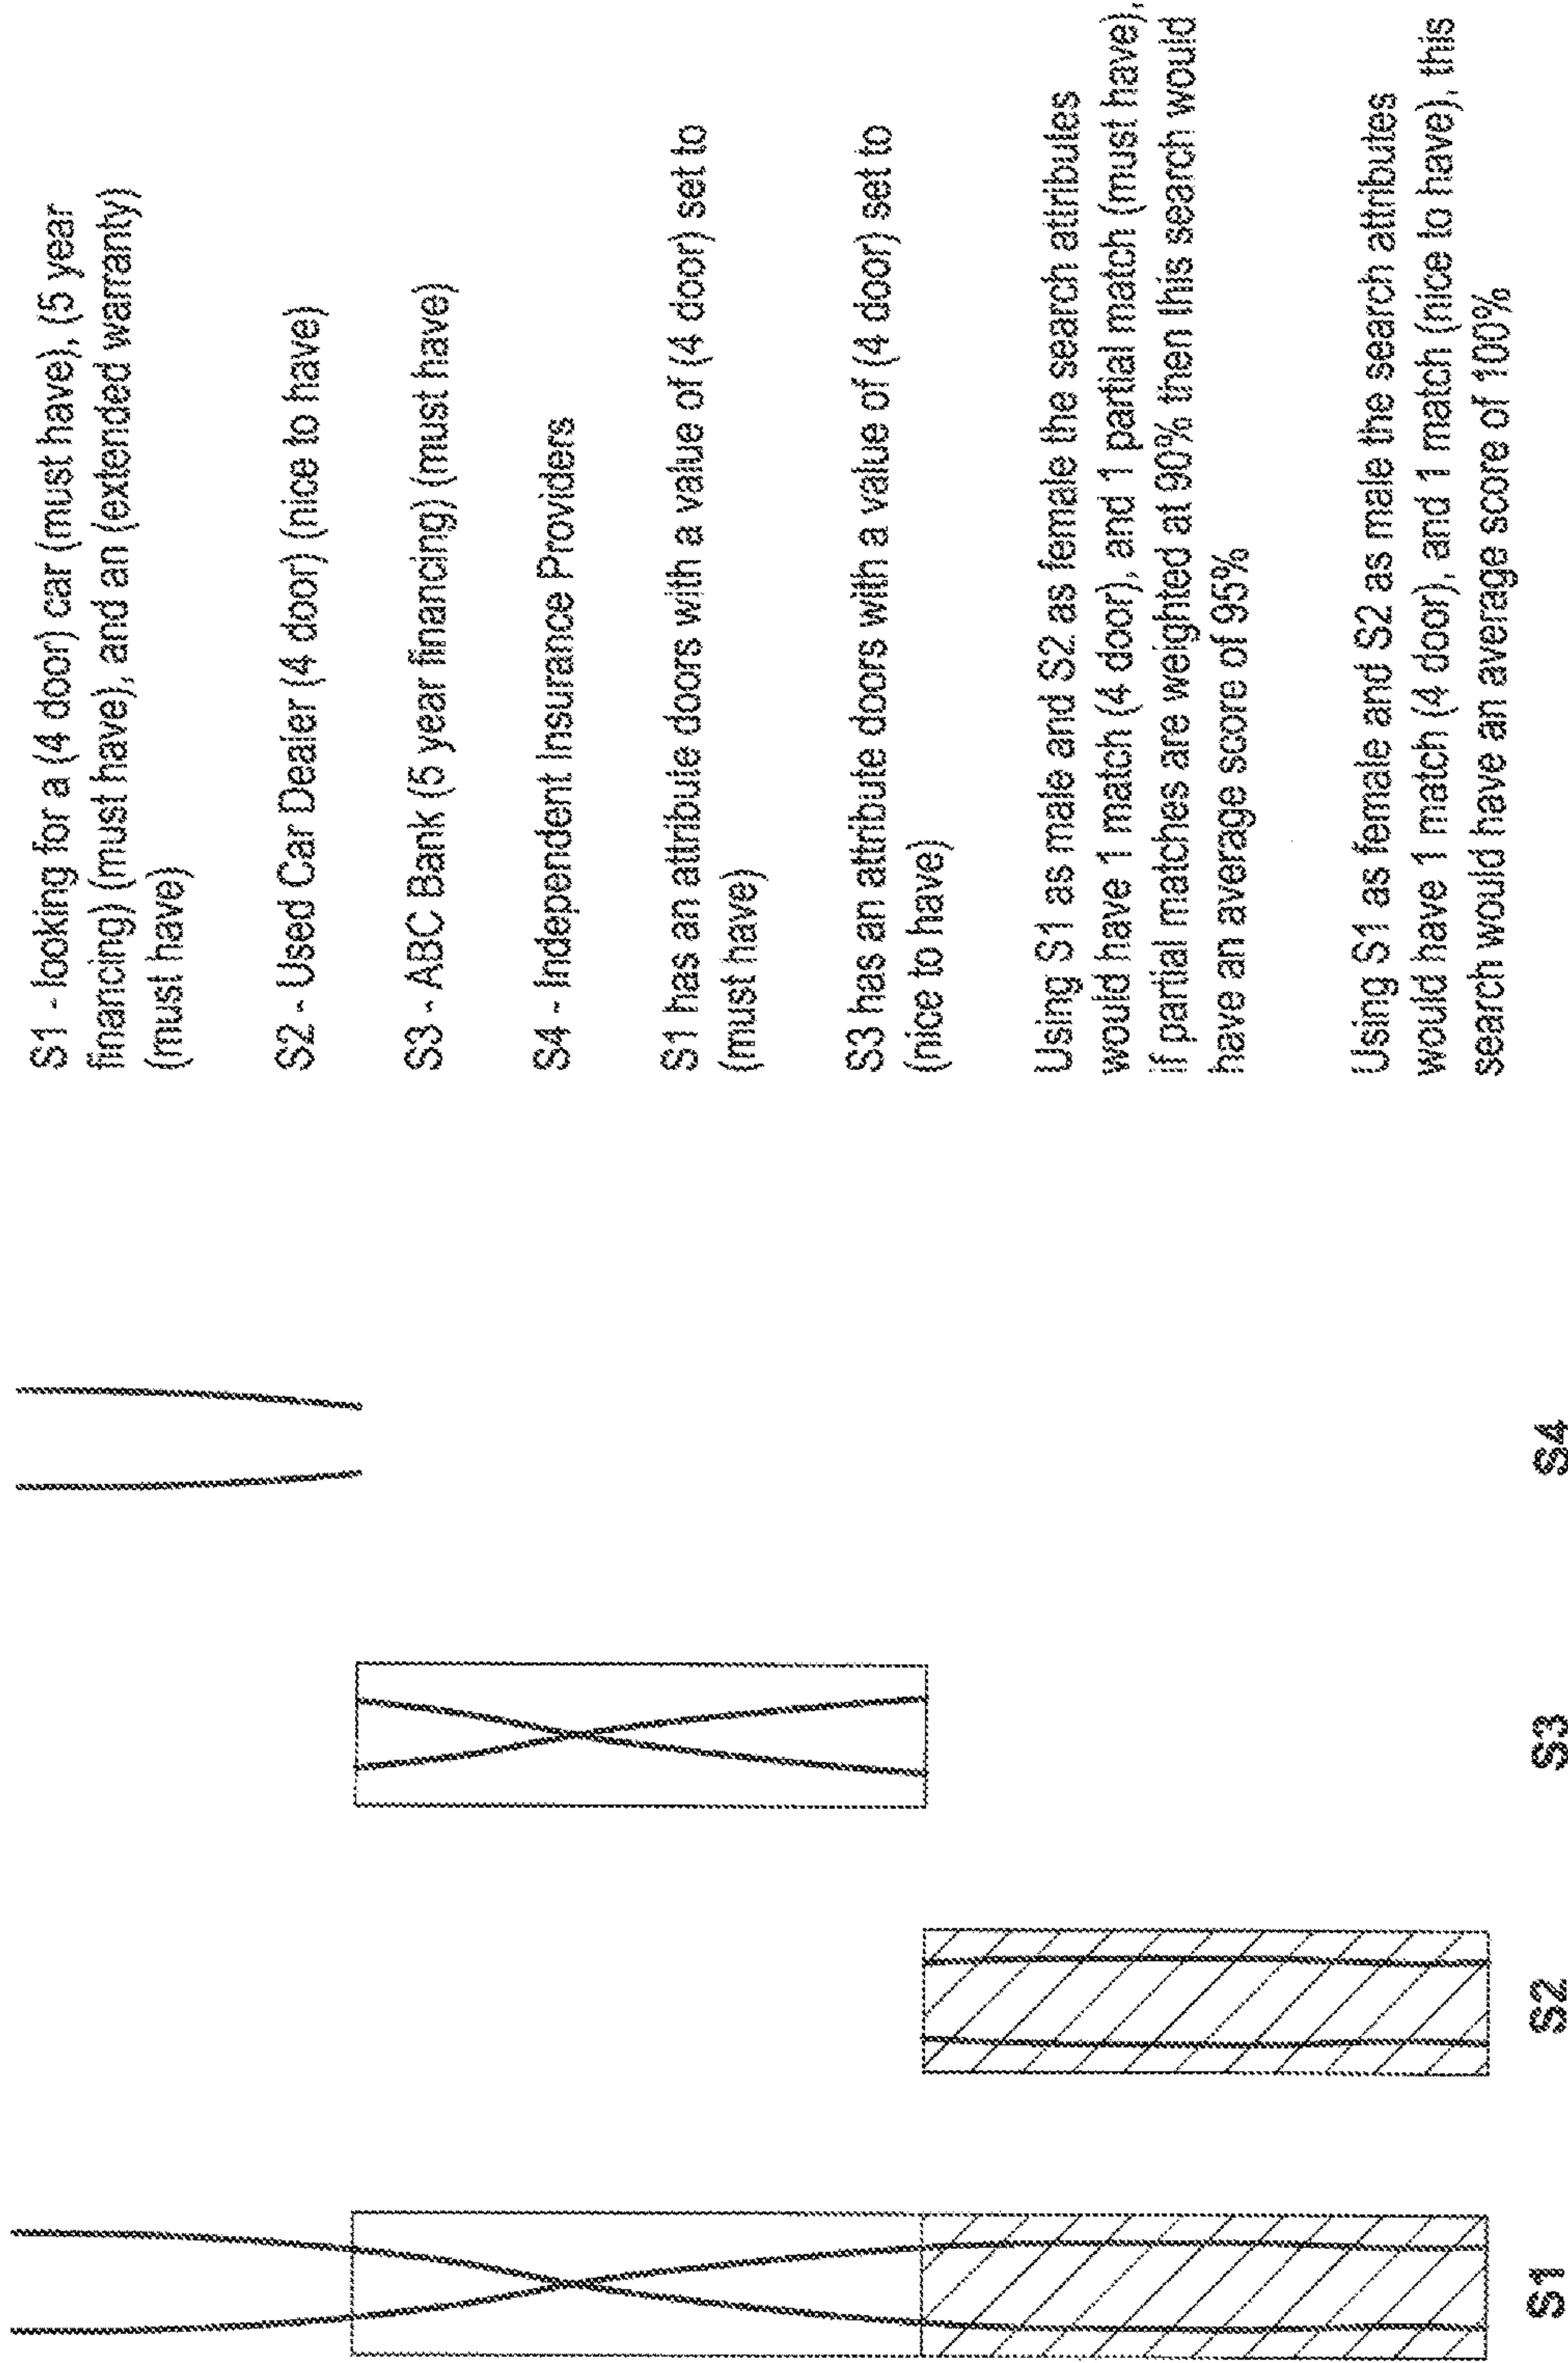 S1 - looking for a (4 door) car (must have), (5 year
financing) (must have), and an (extended warranty)
(must have)
S2 - Used Car Dealer (4 door) (nice to have)
S3 - ABC Bank (5 year financing) (must have)
S4 - Independent Insurance Providers
S1 has an attribute doors with a value of (4 door) set to
(must have)
S3 has an attribute doors with a value of (4 door) set to
(nice to have)
Using S1 as male and S2 as female the search attributes
would have 1 match (4 door), and 1 partial match (must have),
if partial matches are weighted at 90% then this search would
have an average score of 95%
Using S1 as female and S2 as male the search attributes
would have 1 match (4 door), and 1 match (nice to have), this
search would have an average score of 100%
S1
S2
S3
S4